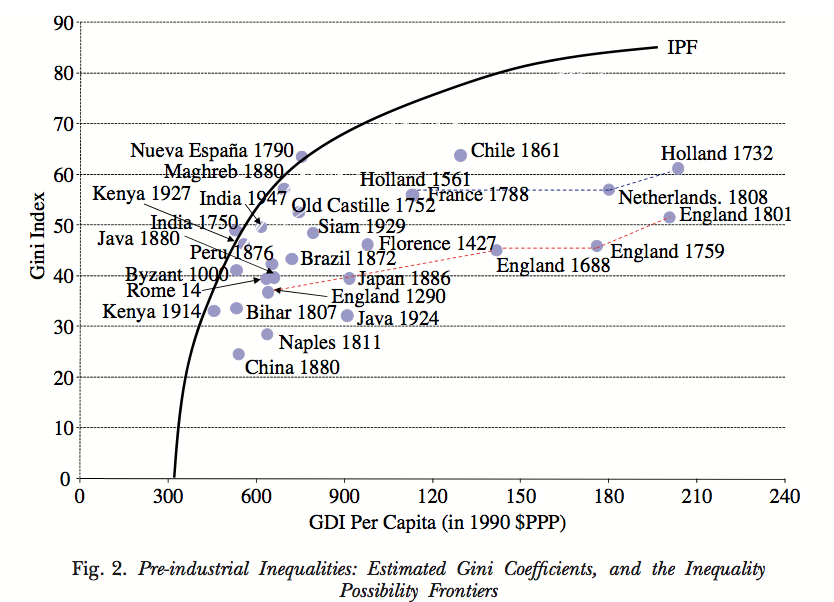 90
80
70
60
50
40
30
20
10
0
Gini Index
IPF
Nueva España 1790
Chile 1861
Holland 1732
Maghreb 1880
Holland 1561
Kenya 1927
India 1947
Old Castille 1752
France 1788
Netherlands. 1808
England 1801
India 1750
Siam 1929
Java 1880
Peru 1876
Florence 1427
England 1759
Brazil 1872
England 1688
Byzant 1000
Japan 1886
Rome 14
England 1290
Kenya 1914
Bihar 1807
Java 1924
Naples 1811
China 1880
0 300 600 900 120 150 180 210 240
GDI Per Capita (in 1990 $PPP)
Fig. 2. Pre-industrial Inequalities: Estimated Gini Coefficients, and the Inequality
Possibility Frontiers